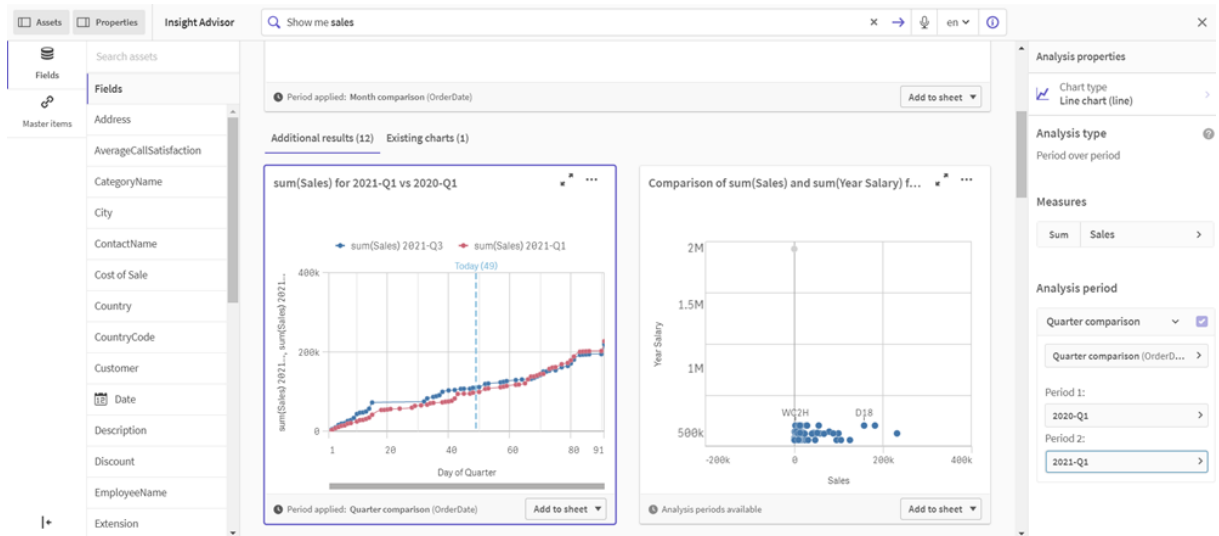 Assets Properties Insight Advisor Show me sales en
Fields
Master items
Search assets
Fields
Address
AverageCallSatisfaction
CategoryName
City
ContactName
Cost of Sale
Country
CountryCode
Customer
Date
Description
Discount
EmployeeName
Extension
Period applied: Month comparison (OrderDate) Add to sheet
Additional results (12) Existing charts (1)
sum(Sales) for 2021-Q1 vs 2020-Q1
sum(Sales) 2021-Q3 sum(Sales) 2021-Q1
Today (49)
400k
200k
0
sum(Sales) 2021..., sum(Sales) 2021...
1 20 40 60 80 91
Day of Quarter
Period applied: Quarter comparison (OrderDate) Add to sheet
Comparison of sum(Sales) and sum(Year Salary) f...
2M
1.5M
1M
500k
Year Salary
WC2H D18
-200k 0 200k 400k
Sales
Analysis periods available Add to sheet
Analysis properties
Chart type
Line chart (line)
Analysis type
Period over period
Measures
Sum Sales
Analysis period
Quarter comparison
Quarter comparison (OrderD...
Period 1:
2020-Q1
Period 2:
2021-Q1